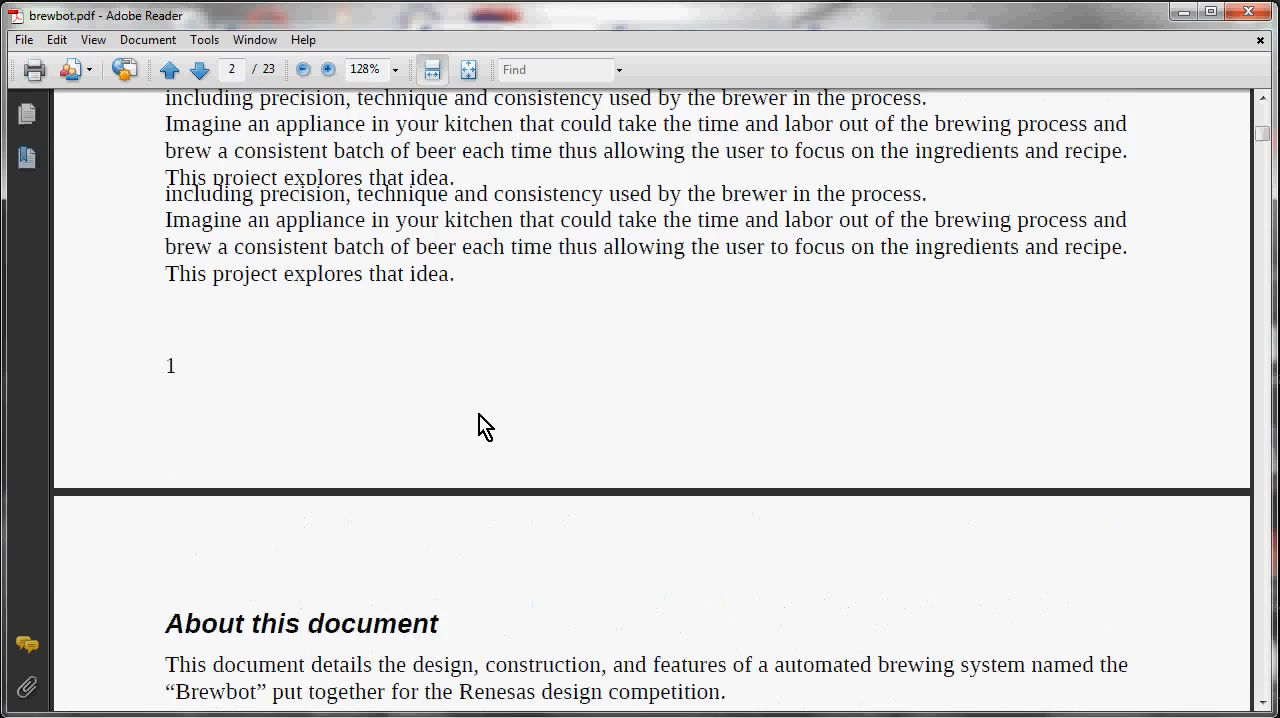 brewbot.pdf - Adobe Reader
File Edit View Document Tools Window Help
2 / 23 128% Find
including precision, technique and consistency used by the brewer in the process.
Imagine an appliance in your kitchen that could take the time and labor out of the brewing process and
brew a consistent batch of beer each time thus allowing the user to focus on the ingredients and recipe.
This project explores that idea.
including precision, technique and consistency used by the brewer in the process.
Imagine an appliance in your kitchen that could take the time and labor out of the brewing process and
brew a consistent batch of beer each time thus allowing the user to focus on the ingredients and recipe.
This project explores that idea.
1
About this document
This document details the design, construction, and features of a automated brewing system named the
“Brewbot” put together for the Renesas design competition.